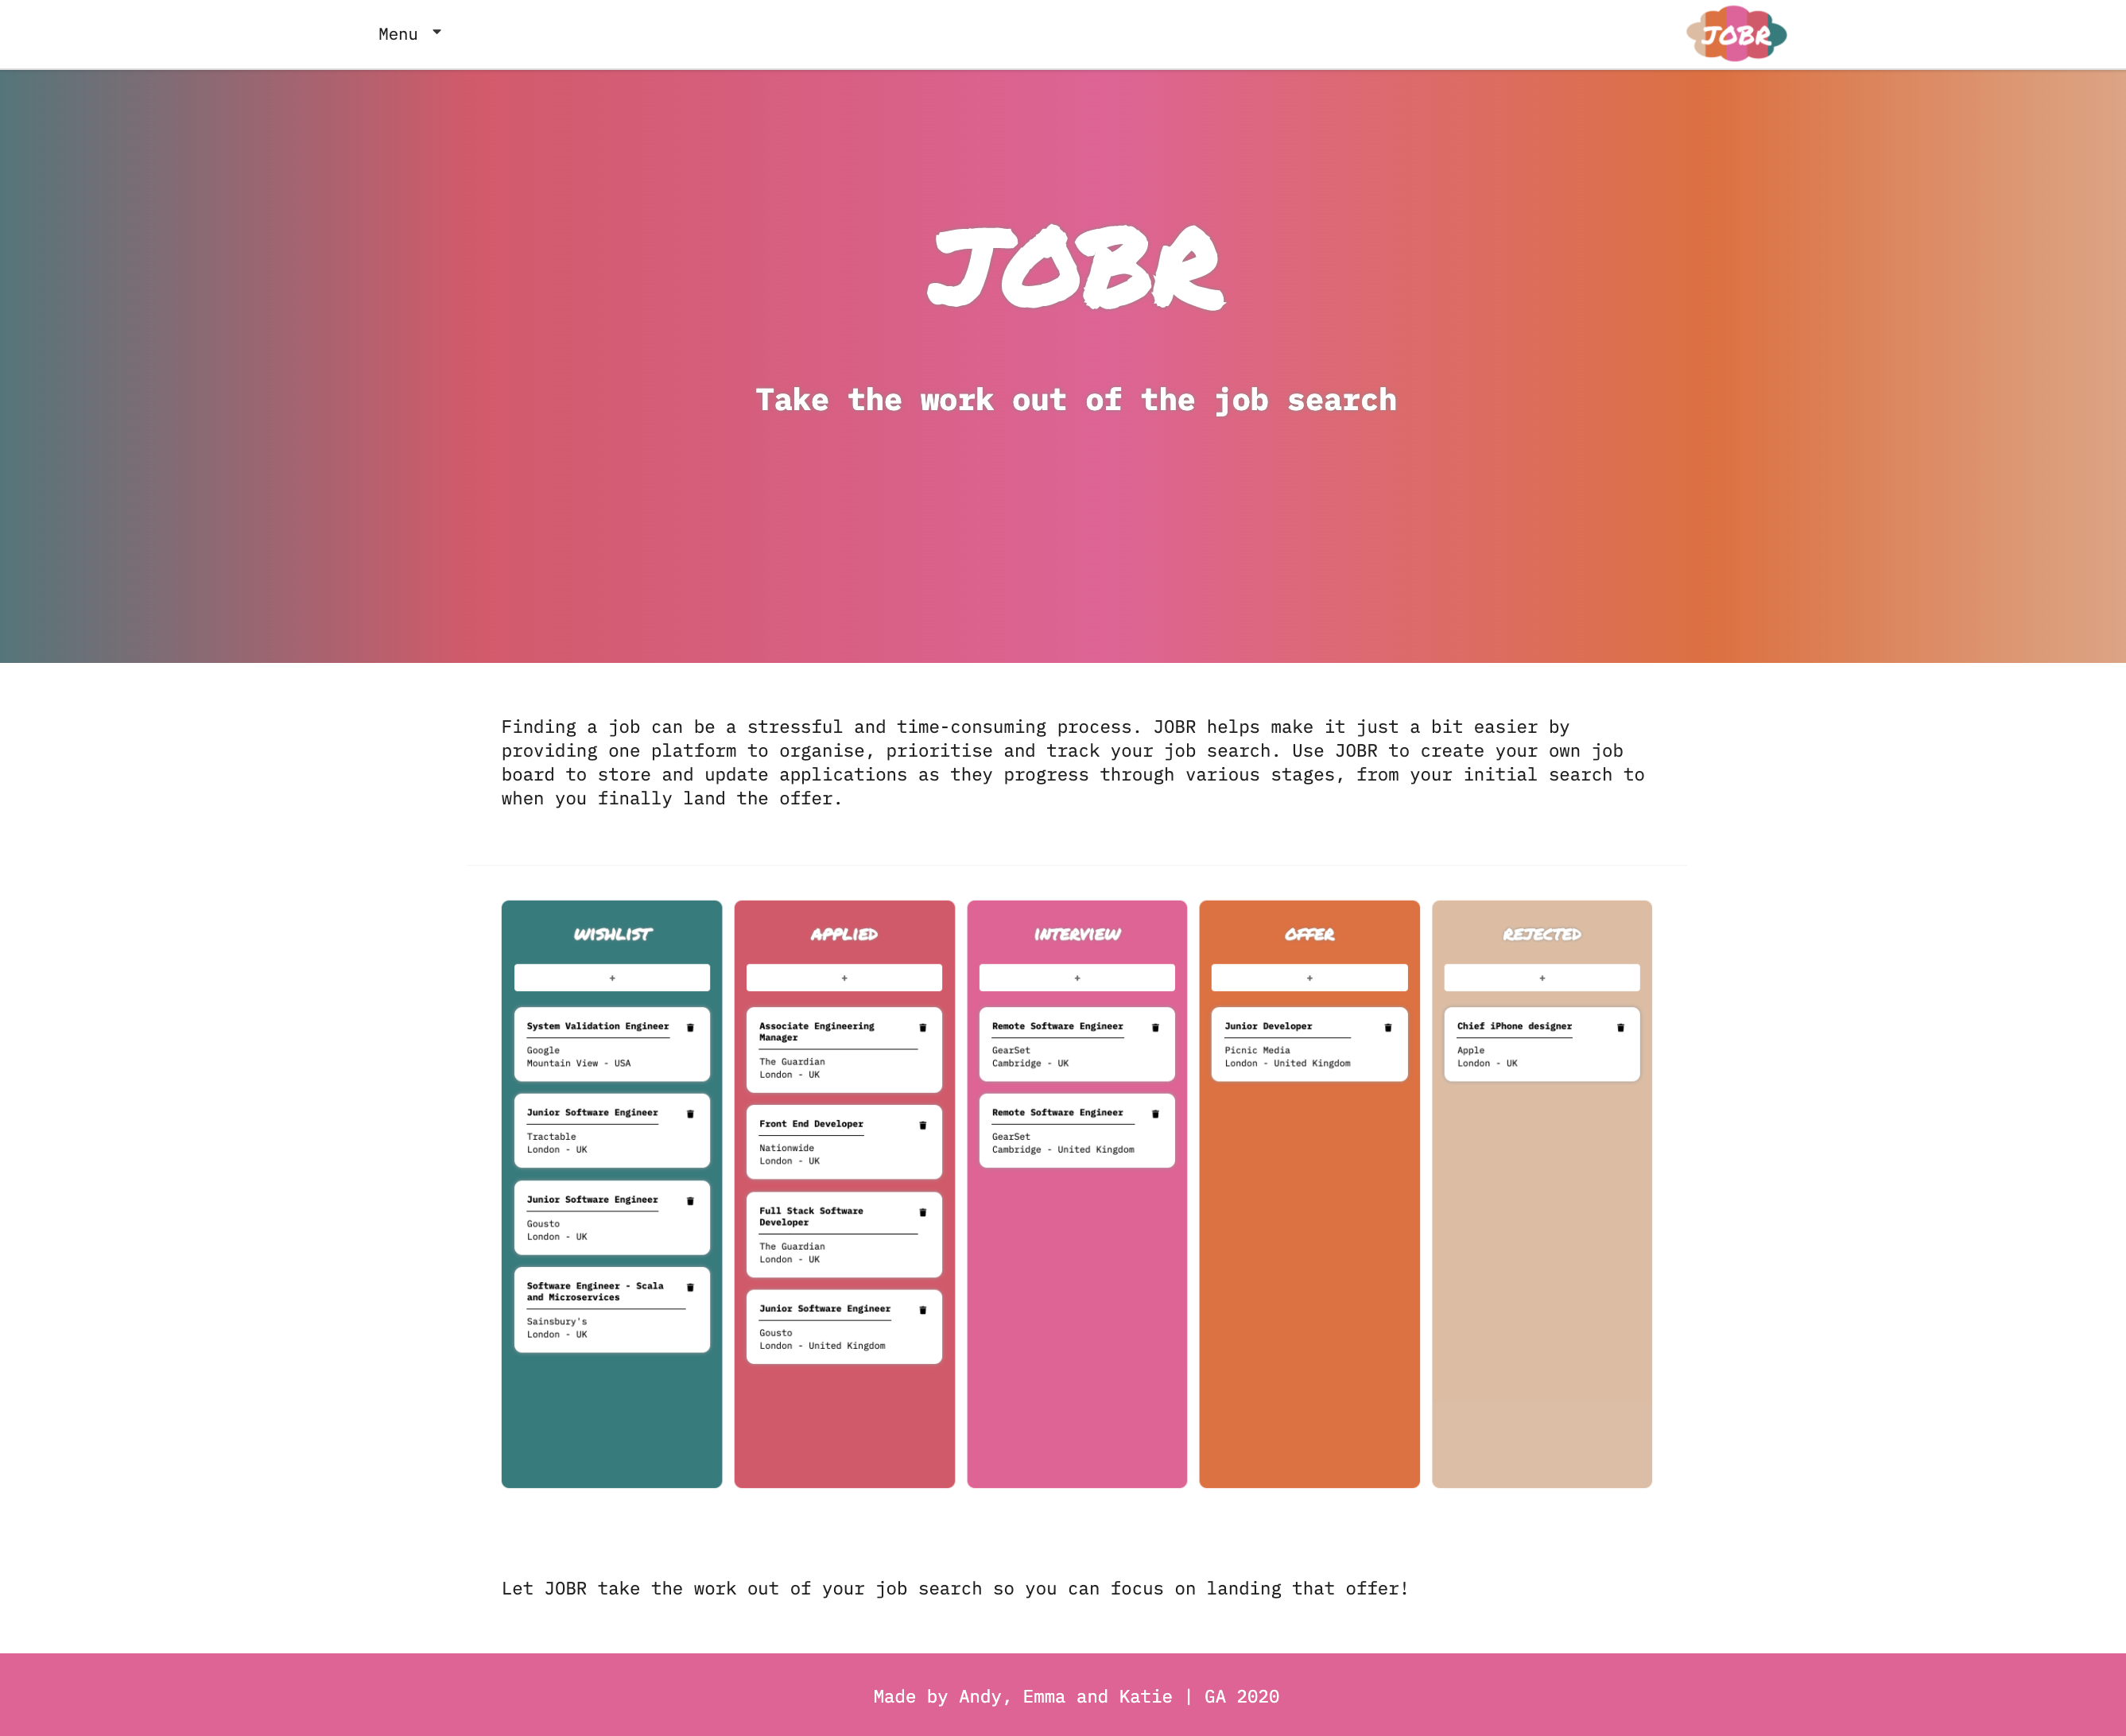 Menu
JOBR
JOBR
Take the work out of the job search
Finding a job can be a stressful and time-consuming process. JOBR helps make it just a bit easier by
providing one platform to organise, prioritise and track your job search. Use JOBR to create your own job
board to store and update applications as they progress through various stages, from your initial search to
when you finally land the offer.
WISHLIST
+
System Validation Engineer
Google
Mountain View - USA
Junior Software Engineer
Tractable
London - UK
Junior Software Engineer
Gousto
London - UK
Software Engineer - Scala
and Microservices
Sainsbury's
London - UK
APPLIED
+
Associate Engineering
Manager
The Guardian
London - UK
Front End Developer
Nationwide
London - UK
Full Stack Software
Developer
The Guardian
London - UK
Junior Software Engineer
Gousto
London - United Kingdom
INTERVIEW
+
Remote Software Engineer
GearSet
Cambridge - UK
Remote Software Engineer
GearSet
Cambridge - United Kingdom
OFFER
+
Junior Developer
Picnic Media
London - United Kingdom
REJECTED
+
Chief iPhone designer
Apple
London - UK
Let JOBR take the work out of your job search so you can focus on landing that offer!
Made by Andy, Emma and Katie | GA 2020